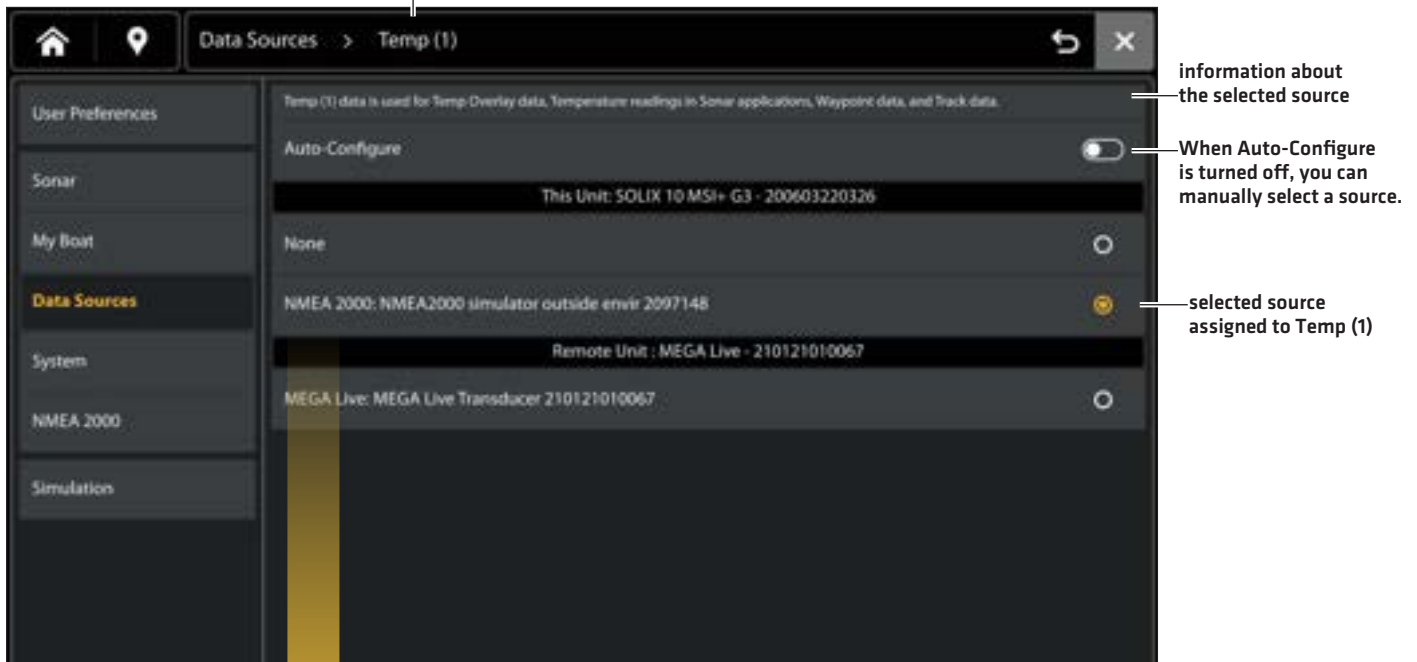 Data Sources > Temp (1)
information about
the selected source
User Preferences
Temp (1) data is used for Temp Overlay data, Temperature readings in Sonar applications, Waypoint data, and Track data.
Auto-Configure
When Auto-Configure
is turned off, you can
manually select a source.
Sonar
This Unit: SOLIX 10 MSI+ G3 - 200603220326
My Boat
None
Data Sources
NMEA 2000: NMEA2000 simulator outside envir 2097148
selected source
assigned to Temp (1)
System
Remote Unit : MEGA Live - 210121010067
MEGA Live: MEGA Live Transducer 210121010067
NMEA 2000
Simulation